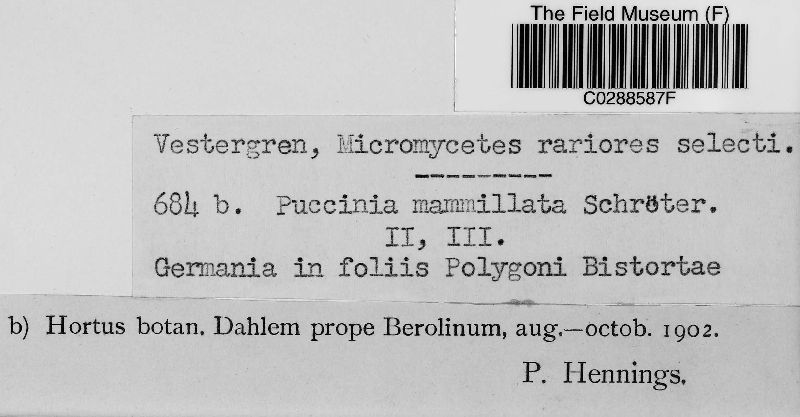 The Field Museum (F)
C0288587F
Vestergren, Micromycetes rariores selecti.
684 b. Puccinia mammillata Schröter.
II, III.
Germania in foliis Polygoni Bistortae
b) Hortus botan. Dahlem prope Berolinum, aug.—octob. 1902.
P. Hennings.